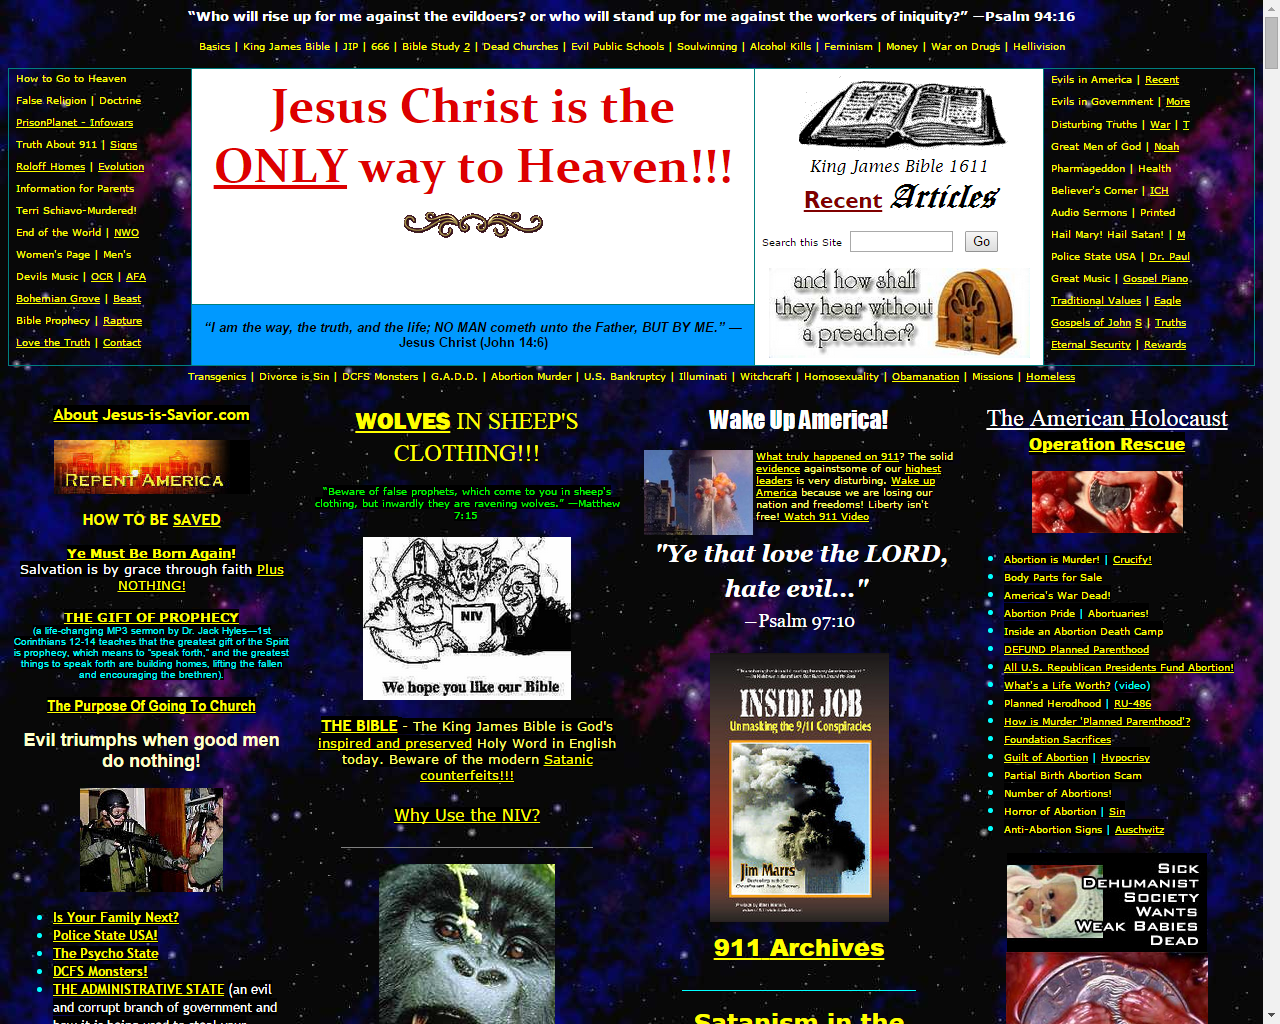 “Who will rise up for me against the evildoers? or who will stand up for me against the workers of iniquity?” —Psalm 94:16
Basics | King James Bible | JIP | 666 | Bible Study 2 | Dead Churches | Evil Public Schools | Soulwinning | Alcohol Kills | Feminism | Money | War on Drugs | Hellivision
How to Go to Heaven
False Religion | Doctrine
PrisonPlanet - Infowars
Truth About 911 | Signs
Roloff Homes | Evolution
Information for Parents
Terri Schiavo-Murdered!
End of the World | NWO
Women's Page | Men's
Devils Music | OCR | AFA
Bohemian Grove | Beast
Bible Prophecy | Rapture
Love the Truth | Contact
Jesus Christ is the
ONLY way to Heaven!!!
“I am the way, the truth, and the life; NO MAN cometh unto the Father, BUT BY ME.” —
Jesus Christ (John 14:6)
HOLY BIBLE
King James Bible 1611
Recent Articles
Search this Site
Go
and how shall
they hear without
a preacher?
Evils in America | Recent
Evils in Government | More
Disturbing Truths | War | T
Great Men of God | Noah
Pharmageddon | Health
Believer's Corner | ICH
Audio Sermons | Printed
Hail Mary! Hail Satan! | M
Police State USA | Dr. Paul
Great Music | Gospel Piano
Traditional Values | Eagle
Gospels of John S | Truths
Eternal Security | Rewards
Transgenics | Divorce is Sin | DCFS Monsters | G.A.D.D. | Abortion Murder | U.S. Bankruptcy | Illuminati | Witchcraft | Homosexuality | Obamanation | Missions | Homeless
About Jesus-is-Savior.com
REPENT AMERICA
HOW TO BE SAVED
Ye Must Be Born Again!
Salvation is by grace through faith Plus
NOTHING!
THE GIFT OF PROPHECY
(a life-changing MP3 sermon by Dr. Jack Hyles—1st
Corinthians 12-14 teaches that the greatest gift of the Spirit
is prophecy, which means to “speak forth,” and the greatest
things to speak forth are building homes, lifting the fallen
and encouraging the brethren).
The Purpose Of Going To Church
Evil triumphs when good men
do nothing!
Is Your Family Next?
Police State USA!
The Psycho State
DCFS Monsters!
THE ADMINISTRATIVE STATE (an evil
and corrupt branch of government and
how it is being used to steal your
WOLVES IN SHEEP'S
CLOTHING!!!
“Beware of false prophets, which come to you in sheep's
clothing, but inwardly they are ravening wolves.” —Matthew
7:15
NIV
We hope you like our Bible
THE BIBLE - The King James Bible is God's
inspired and preserved Holy Word in English
today. Beware of the modern Satanic
counterfeits!!!
Why Use the NIV?
Wake Up America!
What truly happened on 911? The solid
evidence againstsome of our highest
leaders is very disturbing. Wake up
America because we are losing our
nation and freedoms! Liberty isn't
free! Watch 911 Video
"Ye that love the LORD,
hate evil..."
—Psalm 97:10
INSIDE JOB
Unmasking the 9/11 Conspiracies
Jim Marrs
911 Archives
Satanism in the
The American Holocaust
Operation Rescue
Abortion is Murder! | Crucify!
Body Parts for Sale
America's War Dead!
Abortion Pride | Abortuaries!
Inside an Abortion Death Camp
DEFUND Planned Parenthood
All U.S. Republican Presidents Fund Abortion!
What's a Life Worth? (video)
Planned Herodhood | RU-486
How is Murder 'Planned Parenthood'?
Foundation Sacrifices
Guilt of Abortion | Hypocrisy
Partial Birth Abortion Scam
Number of Abortions!
Horror of Abortion | Sin
Anti-Abortion Signs | Auschwitz
SICK
DEHUMANIST
SOCIETY
WANTS
WEAK BABIES
DEAD